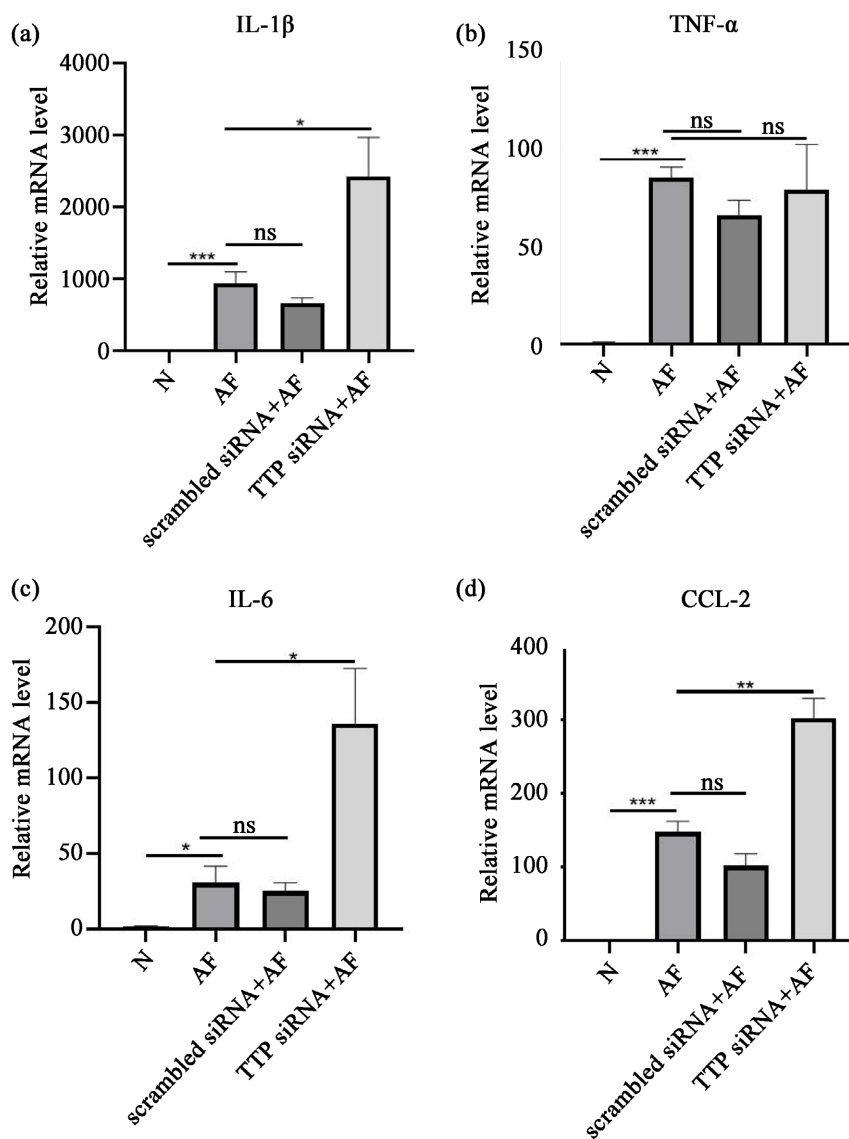 (a)
IL-1β
Relative mRNA level
4000
3000
2000
1000
0
*
ns
***
N
AF
scrambled siRNA+AF
TTP siRNA+AF
(b)
TNF-α
Relative mRNA level
150
100
50
0
ns
ns
***
N
AF
scrambled siRNA+AF
TTP siRNA+AF
(c)
IL-6
Relative mRNA level
200
150
100
50
0
*
ns
*
N
AF
scrambled siRNA+AF
TTP siRNA+AF
(d)
CCL-2
Relative mRNA level
400
300
200
100
0
**
ns
***
N
AF
scrambled siRNA+AF
TTP siRNA+AF